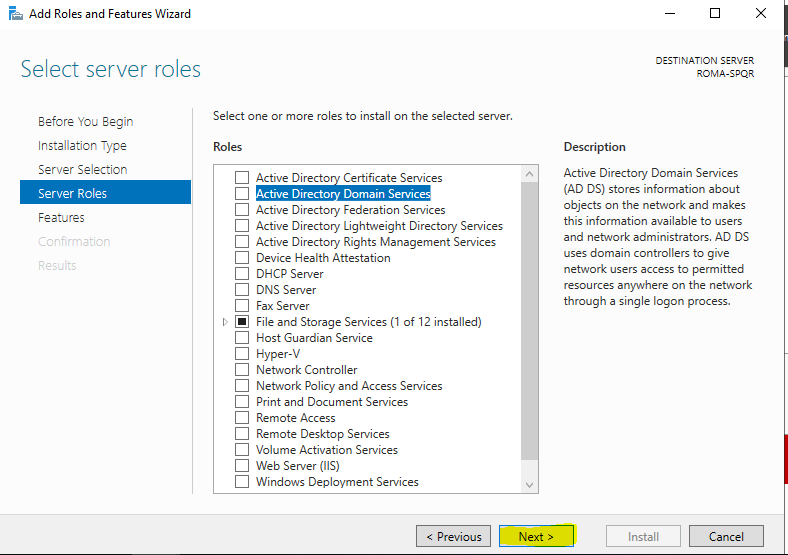 Add Roles and Features Wizard
Select server roles
DESTINATION SERVER
ROMA-SPQR
Before You Begin
Installation Type
Server Selection
Server Roles
Features
Confirmation
Results
Select one or more roles to install on the selected server.
Roles
Active Directory Certificate Services
Active Directory Domain Services
Active Directory Federation Services
Active Directory Lightweight Directory Services
Active Directory Rights Management Services
Device Health Attestation
DHCP Server
DNS Server
Fax Server
File and Storage Services (1 of 12 installed)
Host Guardian Service
Hyper-V
Network Controller
Network Policy and Access Services
Print and Document Services
Remote Access
Remote Desktop Services
Volume Activation Services
Web Server (IIS)
Windows Deployment Services
Description
Active Directory Domain Services
(AD DS) stores information about
objects on the network and makes
this information available to users
and network administrators. AD DS
uses domain controllers to give
network users access to permitted
resources anywhere on the network
through a single logon process.
< Previous
Next >
Install
Cancel